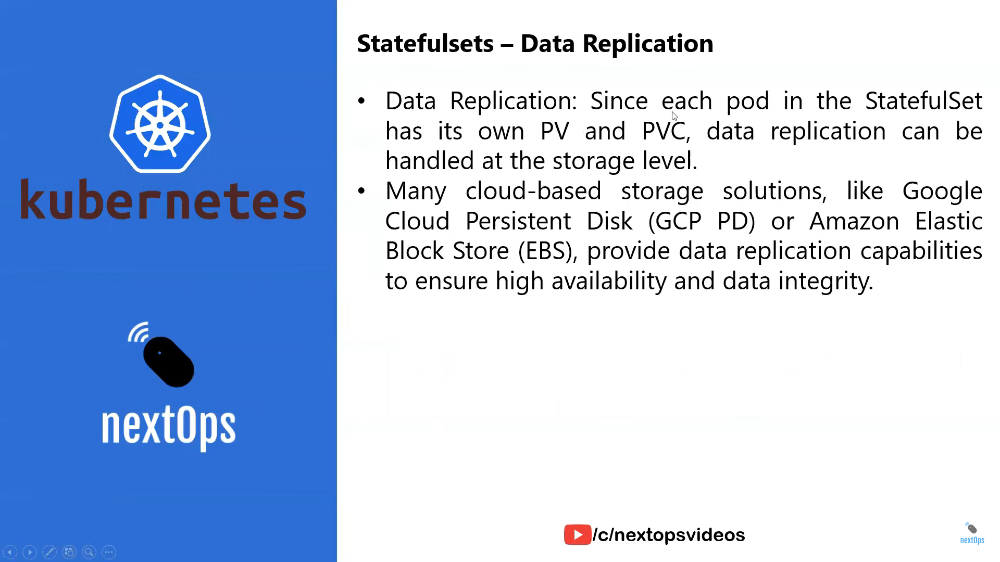 Statefulsets – Data Replication
• Data Replication: Since each pod in the StatefulSet
has its own PV and PVC, data replication can be
handled at the storage level.
• Many cloud-based storage solutions, like Google
Cloud Persistent Disk (GCP PD) or Amazon Elastic
Block Store (EBS), provide data replication capabilities
to ensure high availability and data integrity.
kubernetes
nextOps
/c/nextopsvideos
nextOps